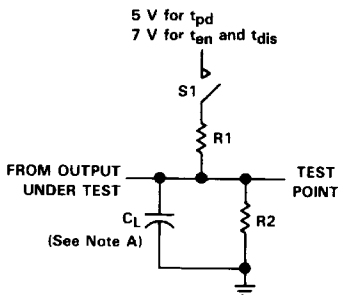 5 V for tpd
7 V for ten and tdis
S1
R1
FROM OUTPUT
UNDER TEST
TEST
POINT
CL
(See Note A)
R2